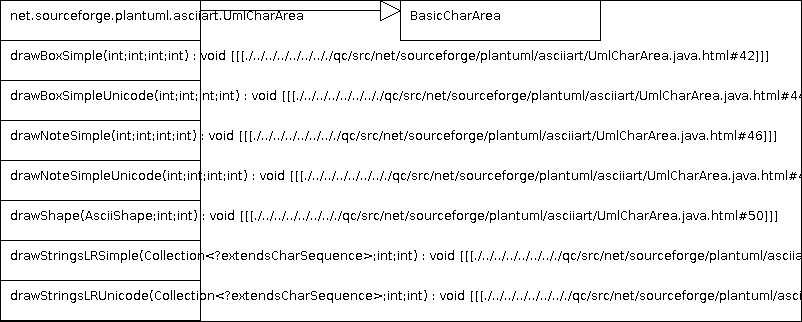 net.sourceforge.plantuml.asciiart.UmlCharArea
BasicCharArea
drawBoxSimple(int;int;int;int) : void [[[./../../../../../../../qc/src/net/sourceforge/plantuml/asciiart/UmlCharArea.java.html#42]]]
drawBoxSimpleUnicode(int;int;int;int) : void [[[./../../../../../../../qc/src/net/sourceforge/plantuml/asciiart/UmlCharArea.java.html#44
drawNoteSimple(int;int;int;int) : void [[[./../../../../../../../qc/src/net/sourceforge/plantuml/asciiart/UmlCharArea.java.html#46]]]
drawNoteSimpleUnicode(int;int;int;int) : void [[[./../../../../../../../qc/src/net/sourceforge/plantuml/asciiart/UmlCharArea.java.html#4
drawShape(AsciiShape;int;int) : void [[[./../../../../../../../qc/src/net/sourceforge/plantuml/asciiart/UmlCharArea.java.html#50]]]
drawStringsLRSimple(Collection<?extendsCharSequence>;int;int) : void [[[./../../../../../../../qc/src/net/sourceforge/plantuml/asciia
drawStringsLRUnicode(Collection<?extendsCharSequence>;int;int) : void [[[./../../../../../../../qc/src/net/sourceforge/plantuml/asci